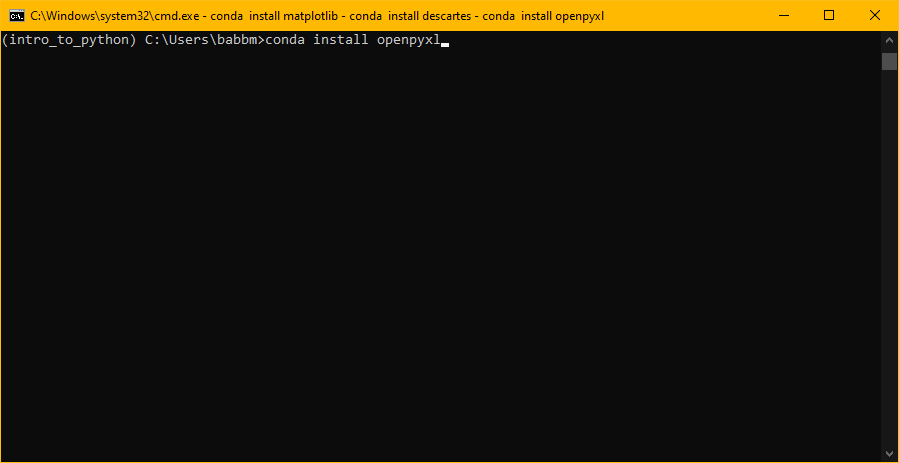 C:\Windows\system32\cmd.exe - conda  install matplotlib - conda  install descartes - conda  install openpyxl
(intro_to_python) C:\Users\babbm>conda install openpyxl